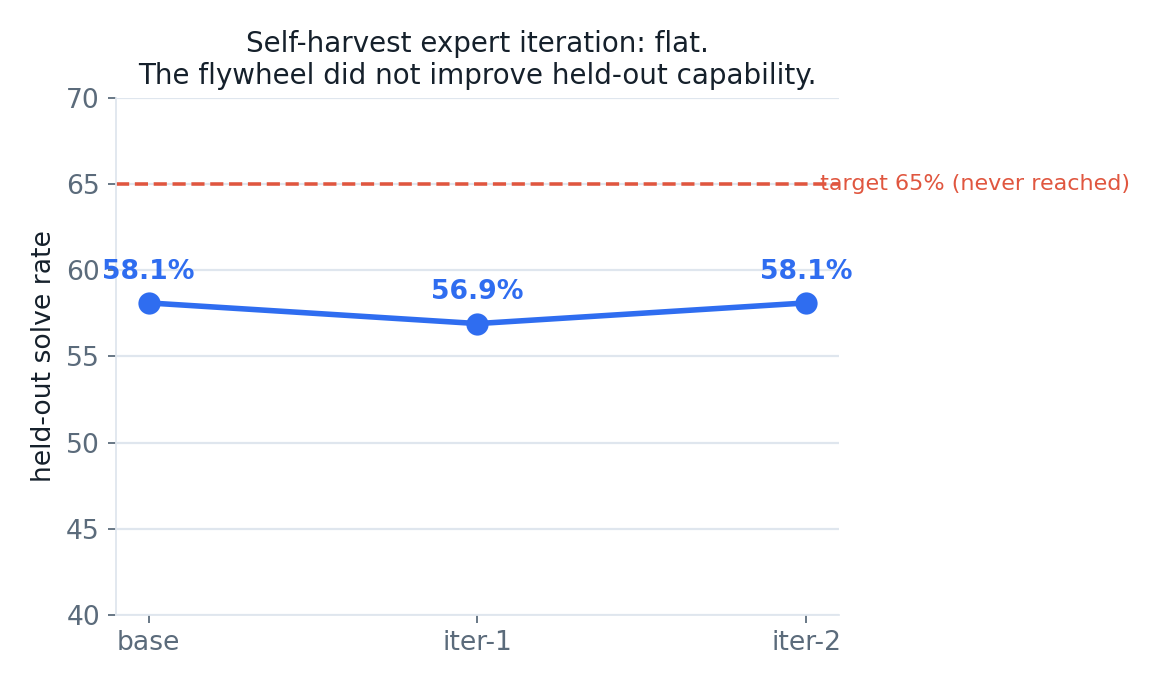 Self-harvest expert iteration: flat.
The flywheel did not improve held-out capability.
70
65
target 65% (never reached)
60
58.1%
56.9%
58.1%
55
50
45
40
held-out solve rate
base
iter-1
iter-2